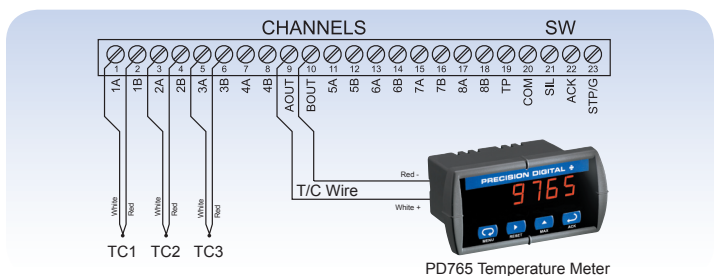 CHANNELS SW
1 2 3 4 5 6 7 8 9 10 11 12 13 14 15 16 17 18 19 20 21 22 23
1A 1B 2A 2B 3A 3B 4A 4B AOUT BOUT 5A 5B 6A 6B 7A 7B 8A 8B TP COM SIL ACK STP/G
Red -
T/C Wire
White +
PRECISION DIGITAL
9765
MENU RESET MAX ACK
White Red White Red White Red
TC1 TC2 TC3
PD765 Temperature Meter